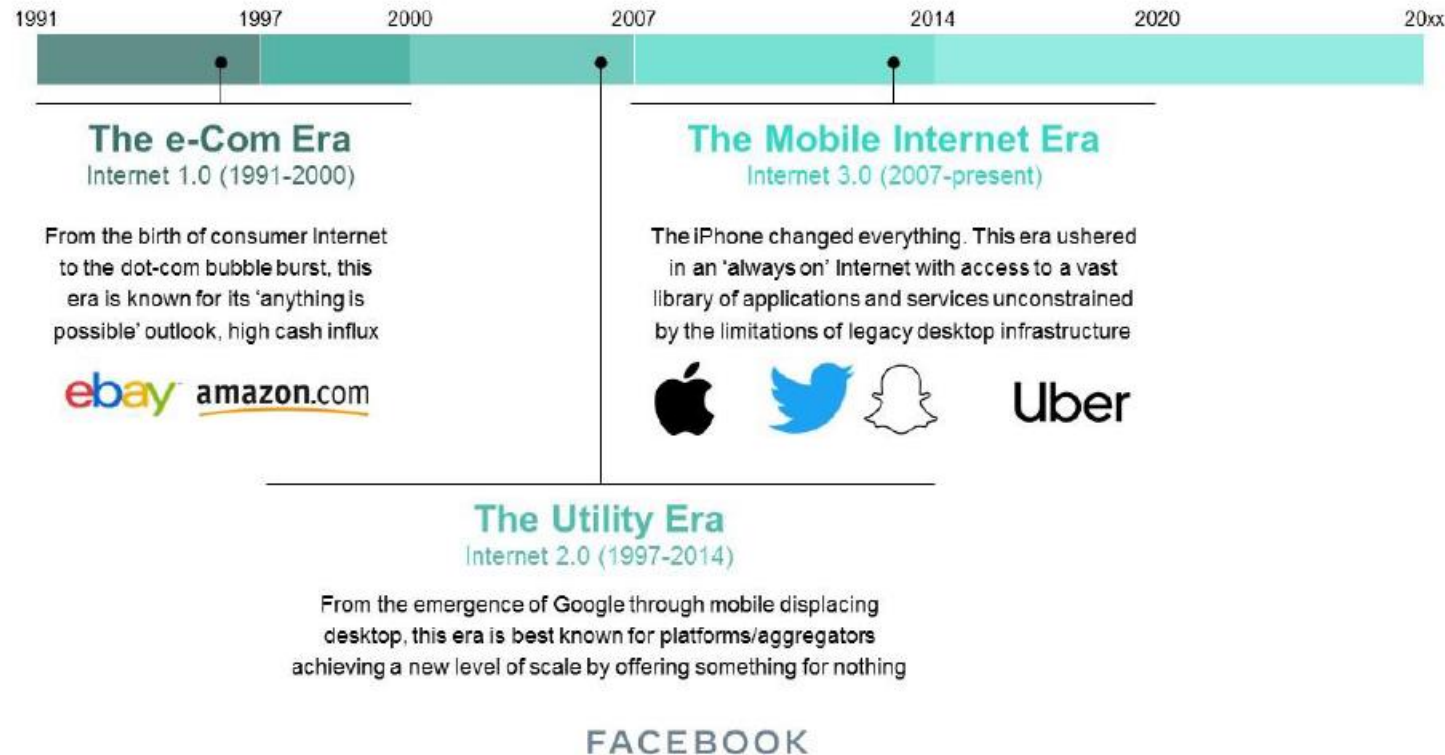 1991 1997 2000 2007 2014 2020 20xx
The e-Com Era
Internet 1.0 (1991-2000)
From the birth of consumer Internet
to the dot-com bubble burst, this
era is known for its 'anything is
possible' outlook, high cash influx
ebay amazon.com
The Mobile Internet Era
Internet 3.0 (2007-present)
The iPhone changed everything. This era ushered
in an 'always on' Internet with access to a vast
library of applications and services unconstrained
by the limitations of legacy desktop infrastructure
Uber
The Utility Era
Internet 2.0 (1997-2014)
From the emergence of Google through mobile displacing
desktop, this era is best known for platforms/aggregators
achieving a new level of scale by offering something for nothing
FACEBOOK